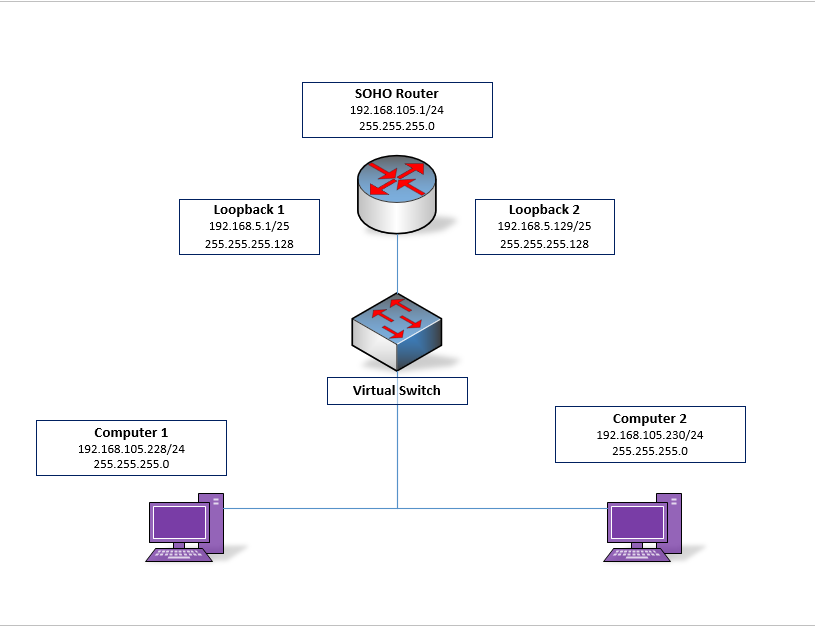 SOHO Router
192.168.105.1/24
255.255.255.0
Loopback 1
192.168.5.1/25
255.255.255.128
Loopback 2
192.168.5.129/25
255.255.255.128
Virtual Switch
Computer 1
192.168.105.228/24
255.255.255.0
Computer 2
192.168.105.230/24
255.255.255.0